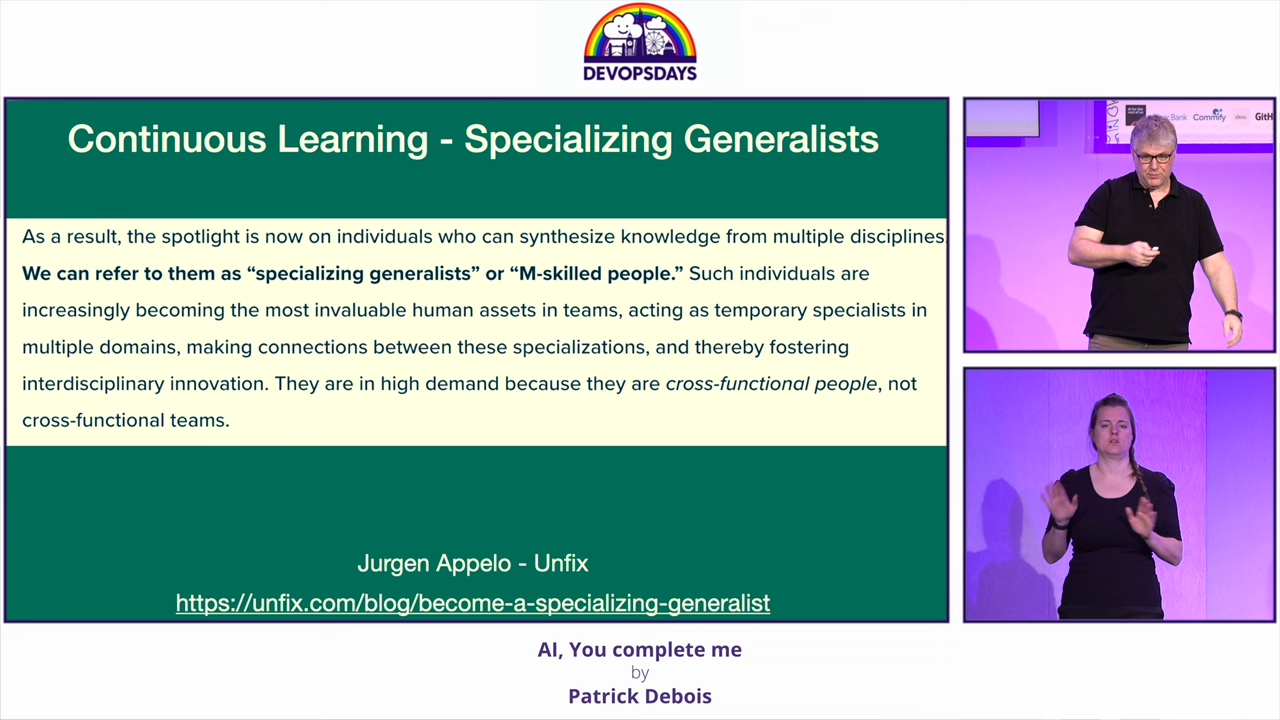 DEVOPSDAYS
Continuous Learning - Specializing Generalists
As a result, the spotlight is now on individuals who can synthesize knowledge from multiple disciplines.
We can refer to them as “specializing generalists” or “M-skilled people.” Such individuals are
increasingly becoming the most invaluable human assets in teams, acting as temporary specialists in
multiple domains, making connections between these specializations, and thereby fostering
interdisciplinary innovation. They are in high demand because they are cross-functional people, not
cross-functional teams.
Jurgen Appelo - Unfix
https://unfix.com/blog/become-a-specializing-generalist
Commify
GitH
AI, You complete me
by
Patrick Debois